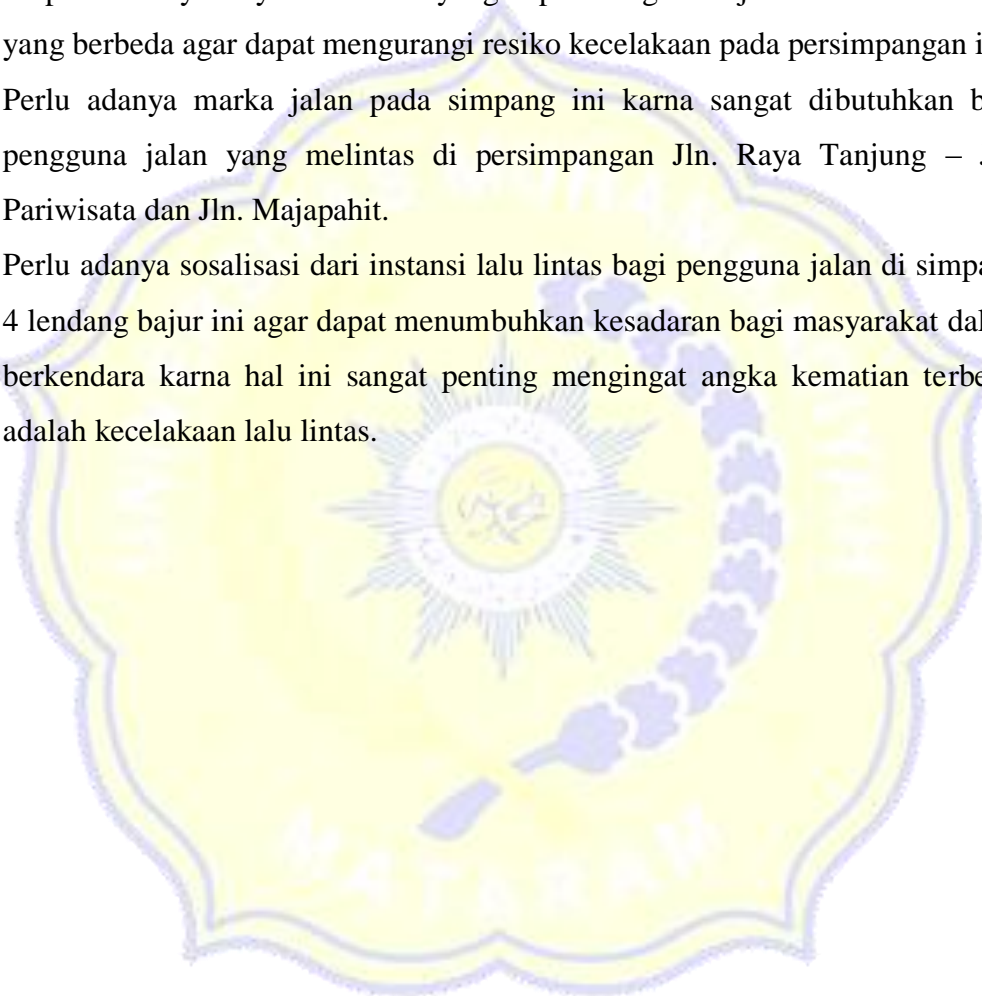 yang berbeda agar dapat mengurangi resiko kecelakaan pada persimpangan i
Perlu adanya marka jalan pada simpang ini karna sangat dibutuhkan b
pengguna jalan yang melintas di persimpangan Jln. Raya Tanjung –
Pariwisata dan Jln. Majapahit.
Perlu adanya sosalisasi dari instansi lalu lintas bagi pengguna jalan di simpa
4 lendang bajur ini agar dapat menumbuhkan kesadaran bagi masyarakat dal
berkendara karna hal ini sangat penting mengingat angka kematian terbe
adalah kecelakaan lalu lintas.
MATARAM